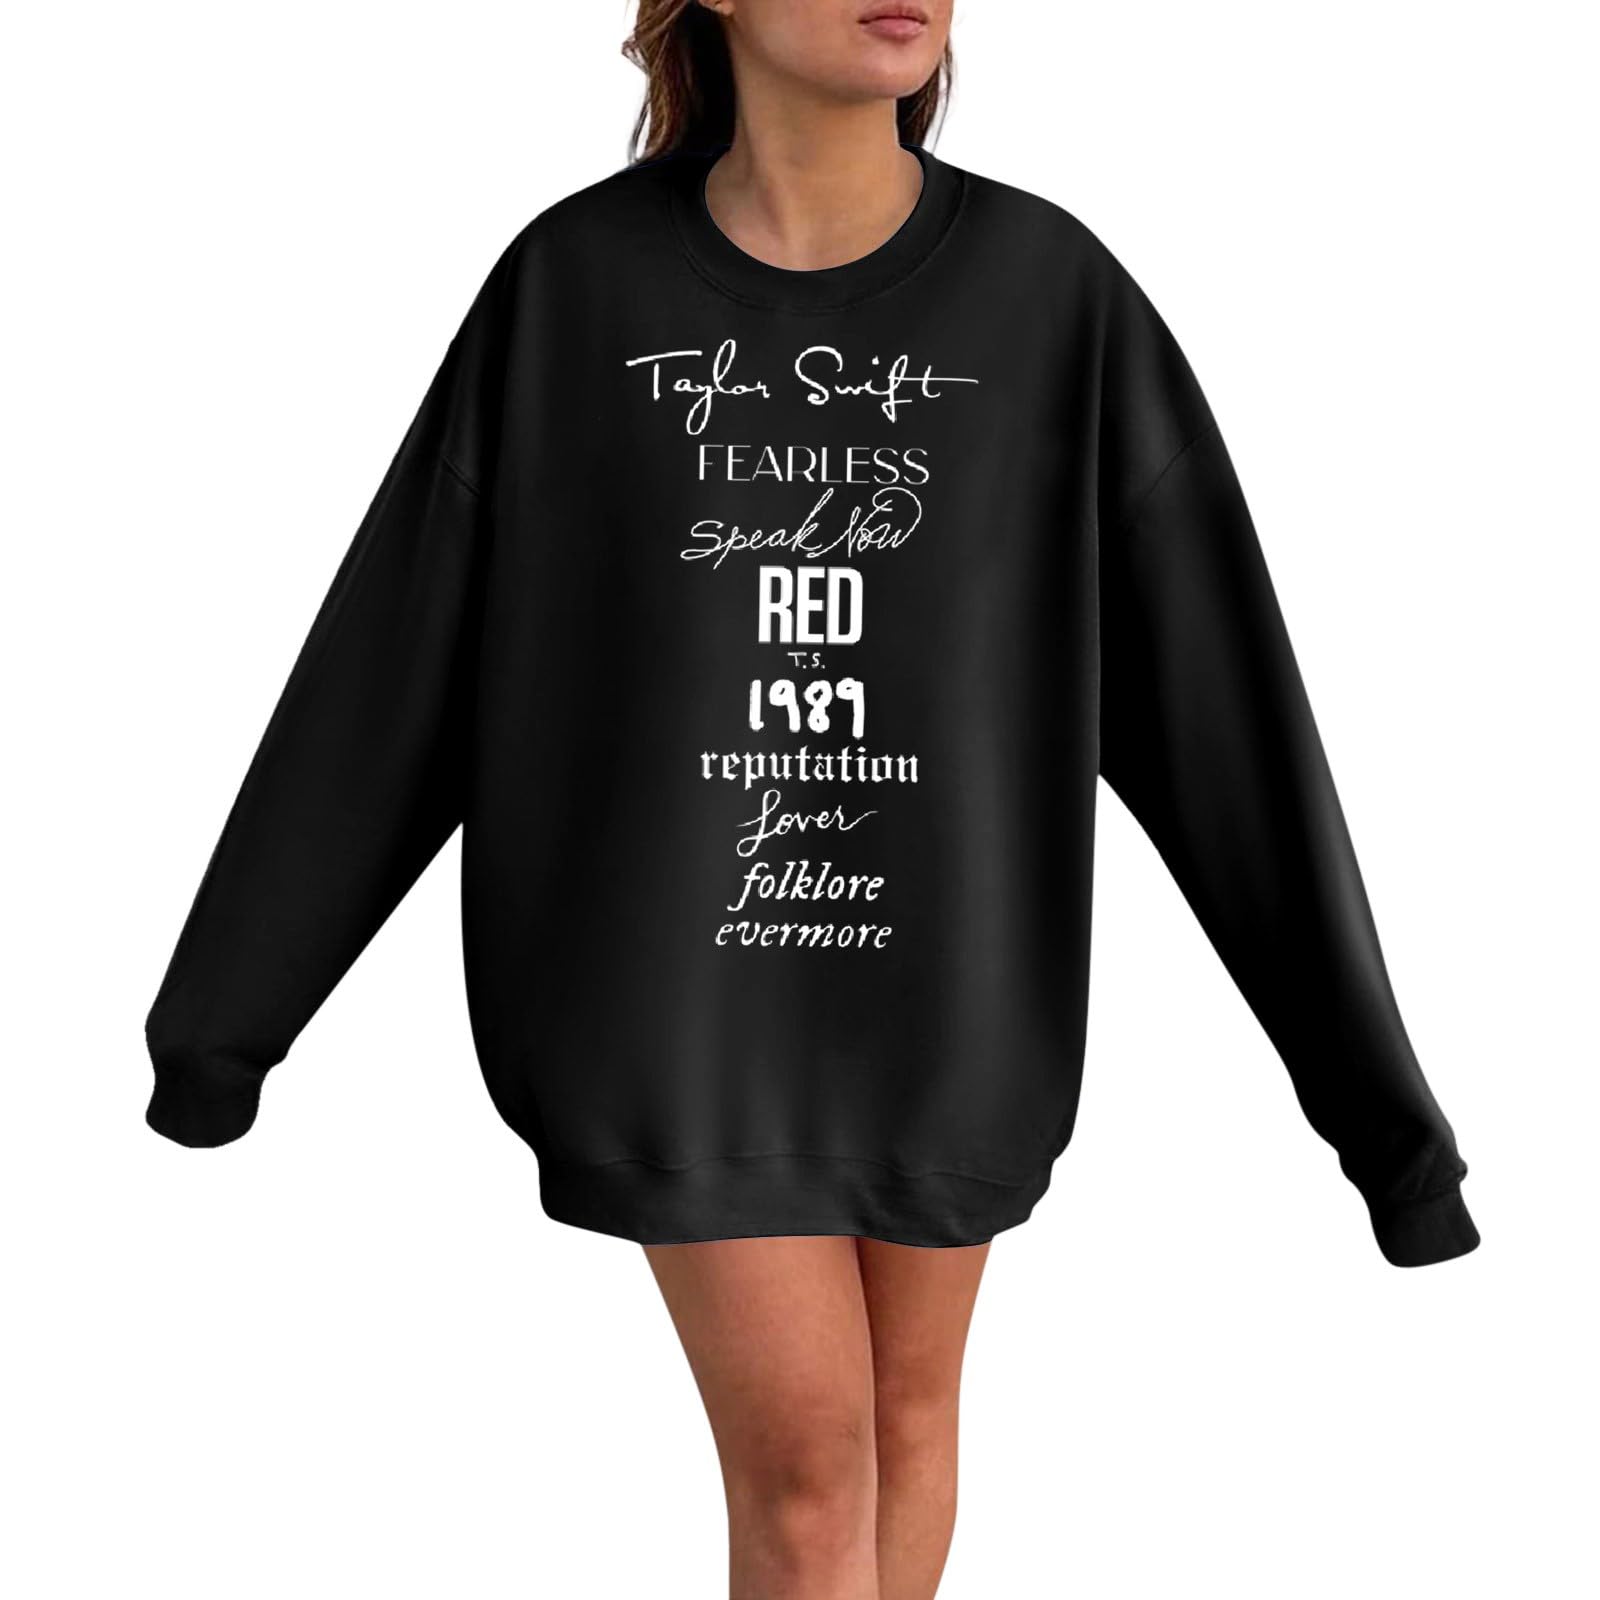 Taylor Swift
FEARLESS
Speak Now
RED
T.S.
1989
reputation
Lover
folklore
evermore